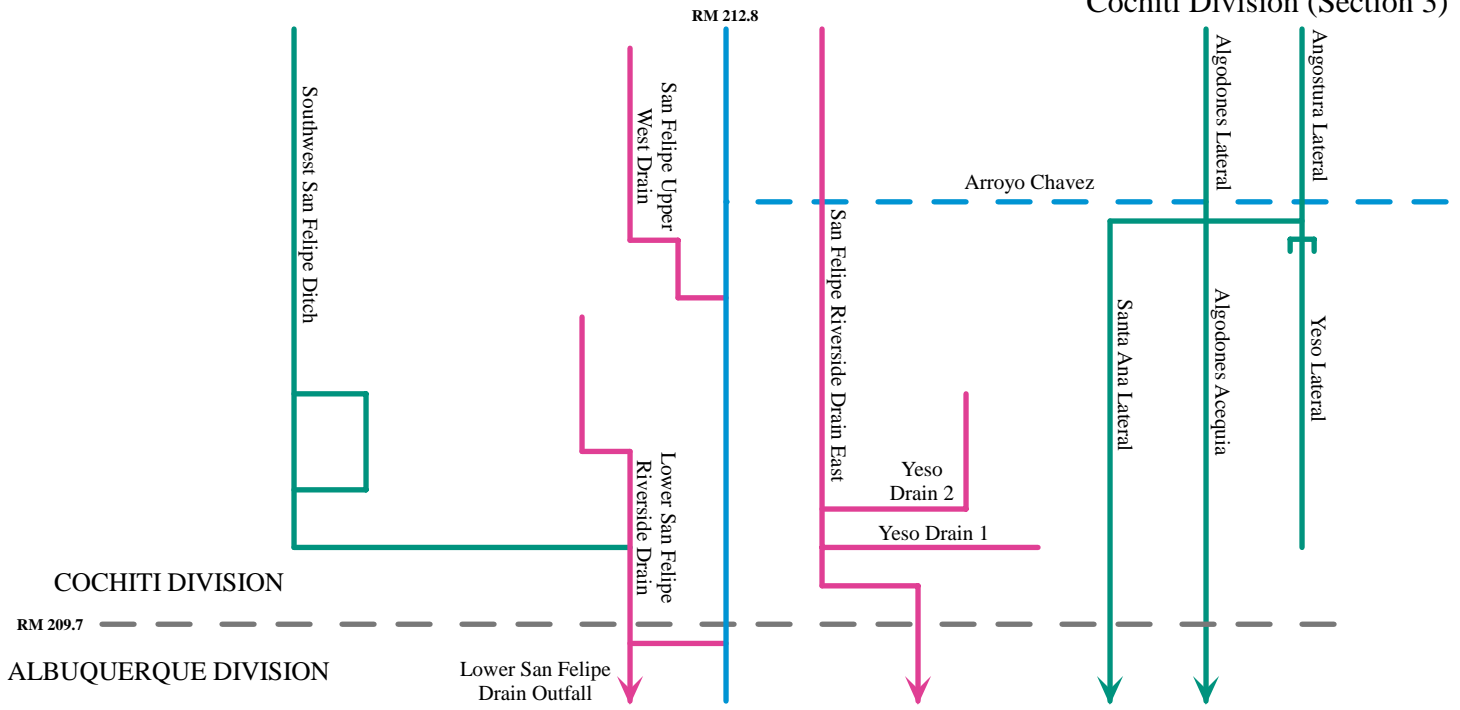 Cochiti Division (Section 3)
RM 212.8
Southwest San Felipe Ditch
San Felipe Upper
West Drain
San Felipe Riverside Drain East
Algodones Lateral
Angostura Lateral
Arroyo Chavez
Santa Ana Lateral
Algodones Acequia
Yeso Lateral
Lower San Felipe
Riverside Drain
Yeso
Drain 2
Yeso Drain 1
COCHITI DIVISION
RM 209.7
ALBUQUERQUE DIVISION
Lower San Felipe
Drain Outfall